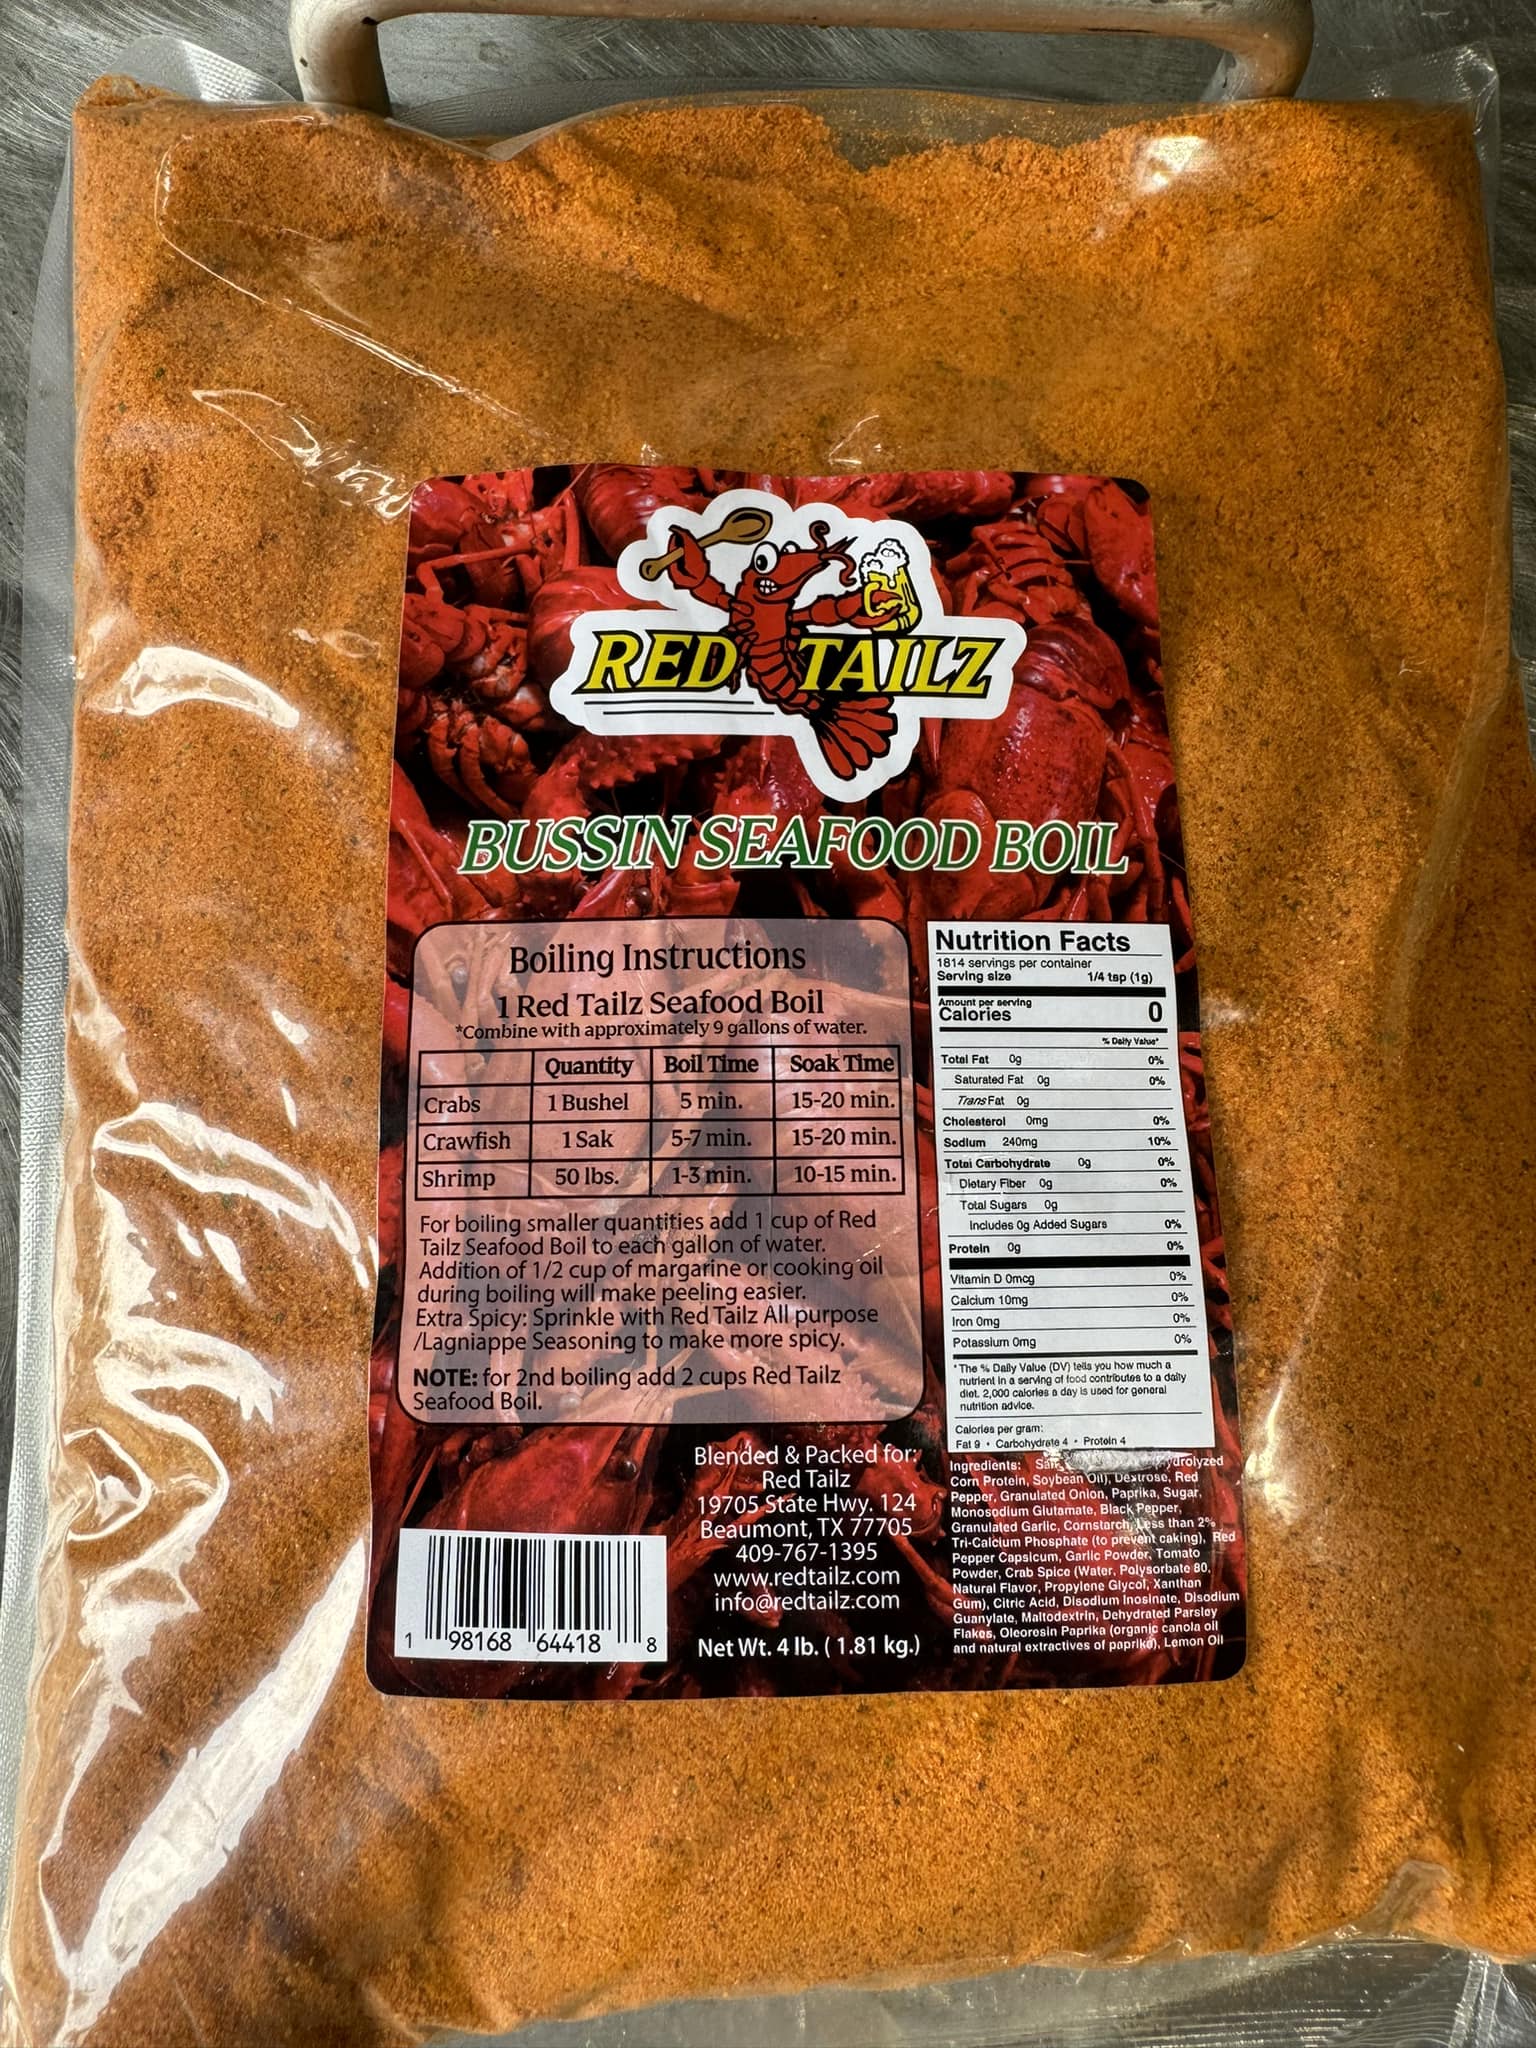 RED TAILZ
BUSSIN SEAFOOD BOIL
Boiling Instructions
1 Red Tailz Seafood Boil
*Combine with approximately 9 gallons of water.
Quantity Boil Time Soak Time
Crabs 1 Bushel 5 min. 15-20 min.
Crawfish 1 Sak 5-7 min. 15-20 min.
Shrimp 50 lbs. 1-3 min. 10-15 min.
For boiling smaller quantities add 1 cup of Red
Tailz Seafood Boil to each gallon of water.
Addition of 1/2 cup of margarine or cooking oil
during boiling will make peeling easier.
Extra Spicy: Sprinkle with Red Tailz All purpose
/Lagniappe Seasoning to make more spicy.
NOTE: for 2nd boiling add 2 cups Red Tailz
Seafood Boil.
Nutrition Facts
1814 servings per container
Serving size 1/4 tsp (1g)
Amount per serving
Calories 0
% Daily Value*
Total Fat 0g 0%
Saturated Fat 0g 0%
Trans Fat 0g
Cholesterol 0mg 0%
Sodium 240mg 10%
Total Carbohydrate 0g 0%
Dietary Fiber 0g 0%
Total Sugars 0g
Includes 0g Added Sugars 0%
Protein 0g 0%
Vitamin D 0mcg 0%
Calcium 10mg 0%
Iron 0mg 0%
Potassium 0mg 0%
*The % Daily Value (DV) tells you how much a
nutrient in a serving of food contributes to a daily
diet. 2,000 calories a day is used for general
nutrition advice.
Calories per gram:
Fat 9 • Carbohydrate 4 • Protein 4
Ingredients:
Corn Protein, Soybean Oil), Dextrose, Red
Pepper, Granulated Onion, Paprika, Sugar,
Monosodium Glutamate, Black Pepper,
Granulated Garlic, Cornstarch, Less than 2%
Tri-Calcium Phosphate (to prevent caking), Red
Pepper Capsicum, Garlic Powder, Tomato
Powder, Crab Spice (Water, Polysorbate 80,
Natural Flavor, Propylene Glycol, Xanthan
Gum), Citric Acid, Disodium Inosinate, Disodium
Guanylate, Maltodextrin, Dehydrated Parsley
Flakes, Oleoresin Paprika (organic canola oil
and natural extractives of paprika), Lemon Oil
Blended & Packed for:
Red Tailz
19705 State Hwy. 124
Beaumont, TX 77705
409-767-1395
www.redtailz.com
info@redtailz.com
Net Wt. 4 lb. ( 1.81 kg.)
1 98168 64418 8